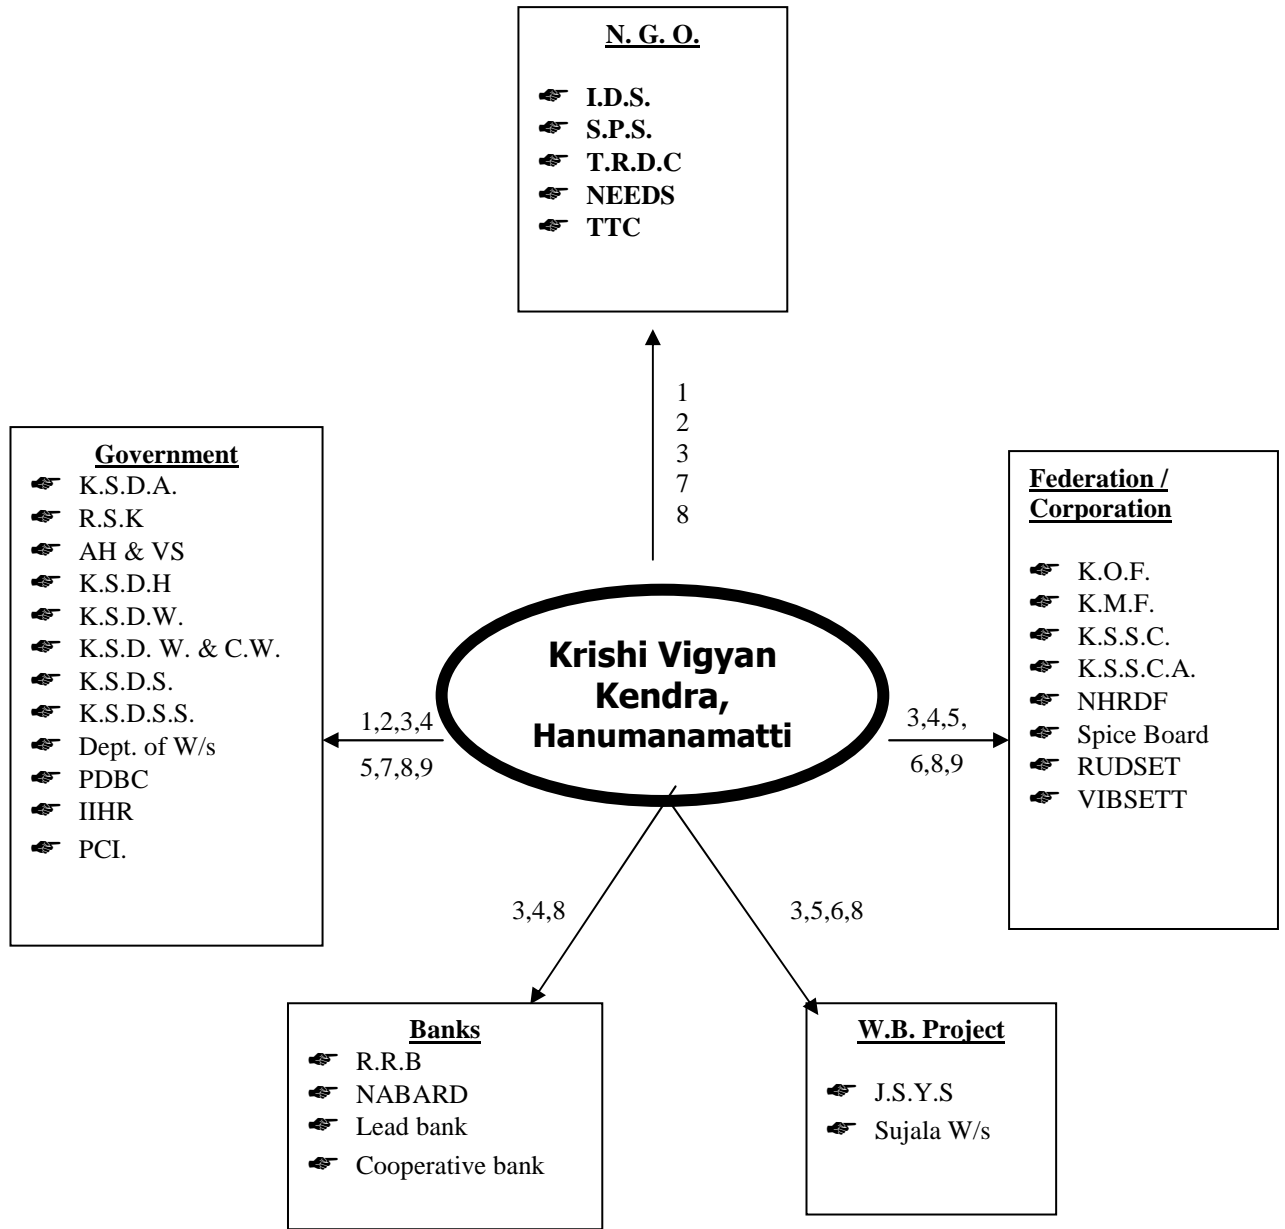 N. G. O.
I.D.S.
S.P.S.
T.R.D.C
NEEDS
TTC
1
2
3
7
8
Government
K.S.D.A.
R.S.K
AH & VS
K.S.D.H
K.S.D.W.
K.S.D. W. & C.W.
K.S.D.S.
K.S.D.S.S.
Dept. of W/s
PDBC
IIHR
PCI.
1,2,3,4
5,7,8,9
Krishi Vigyan
Kendra,
Hanumanamatti
3,4,5,
6,8,9
Federation /
Corporation
K.O.F.
K.M.F.
K.S.S.C.
K.S.S.C.A.
NHRDF
Spice Board
RUDSET
VIBSETT
3,4,8
3,5,6,8
Banks
R.R.B
NABARD
Lead bank
Cooperative bank
W.B. Project
J.S.Y.S
Sujala W/s